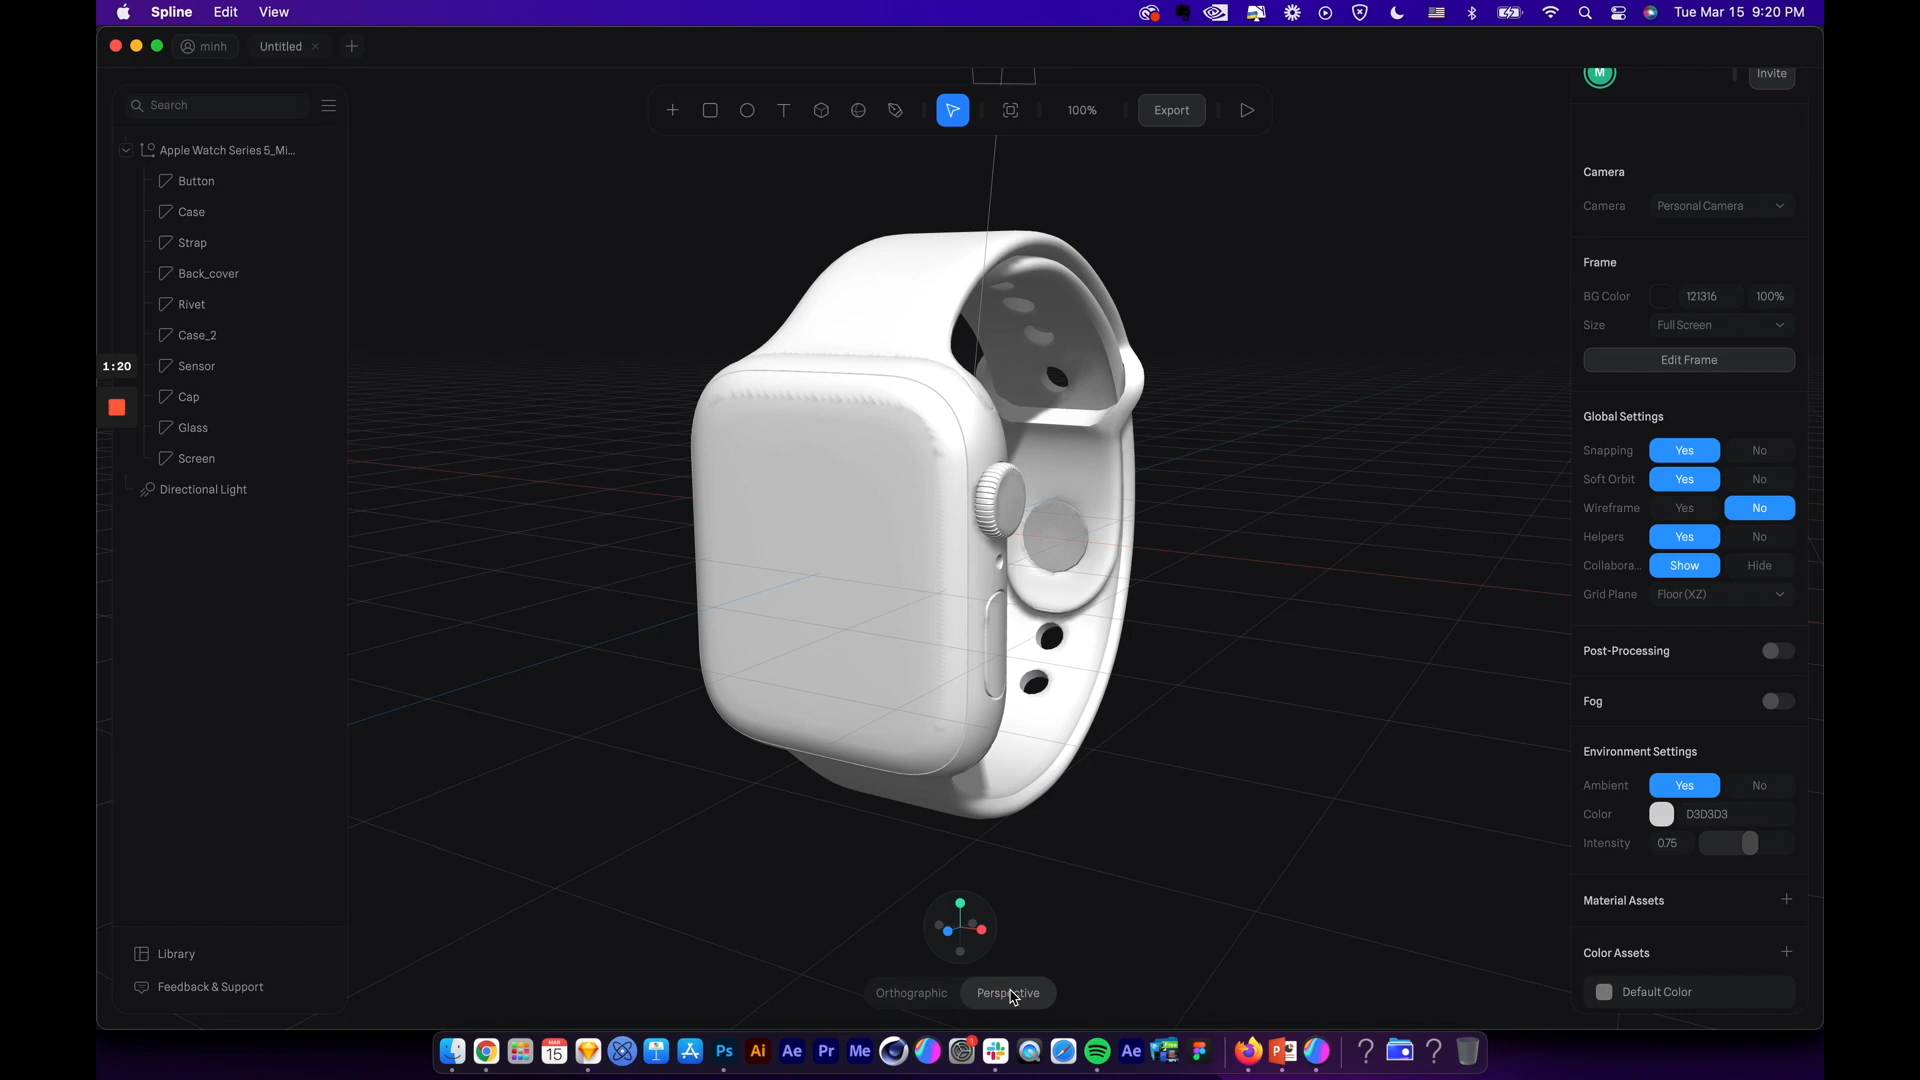 Spline Edit View
Tue Mar 15 9:20 PM
minh Untitled
Search
Apple Watch Series 5_Mi...
Button
Case
Strap
Back_cover
Rivet
Case_2
Sensor
Cap
Glass
Screen
Directional Light
1:20
Library
Feedback & Support
100% Export
Orthographic Perspective
M Invite
Camera
Camera Personal Camera
Frame
BG Color 121316 100%
Size Full Screen
Edit Frame
Global Settings
Snapping Yes No
Soft Orbit Yes No
Wireframe Yes No
Helpers Yes No
Collabora... Show Hide
Grid Plane Floor (XZ)
Post-Processing
Fog
Environment Settings
Ambient Yes No
Color D3D3D3
Intensity 0.75
Material Assets
Color Assets
Default Color
MAR
15 Ps Ai Ae Pr Me 1 Ae ? ?